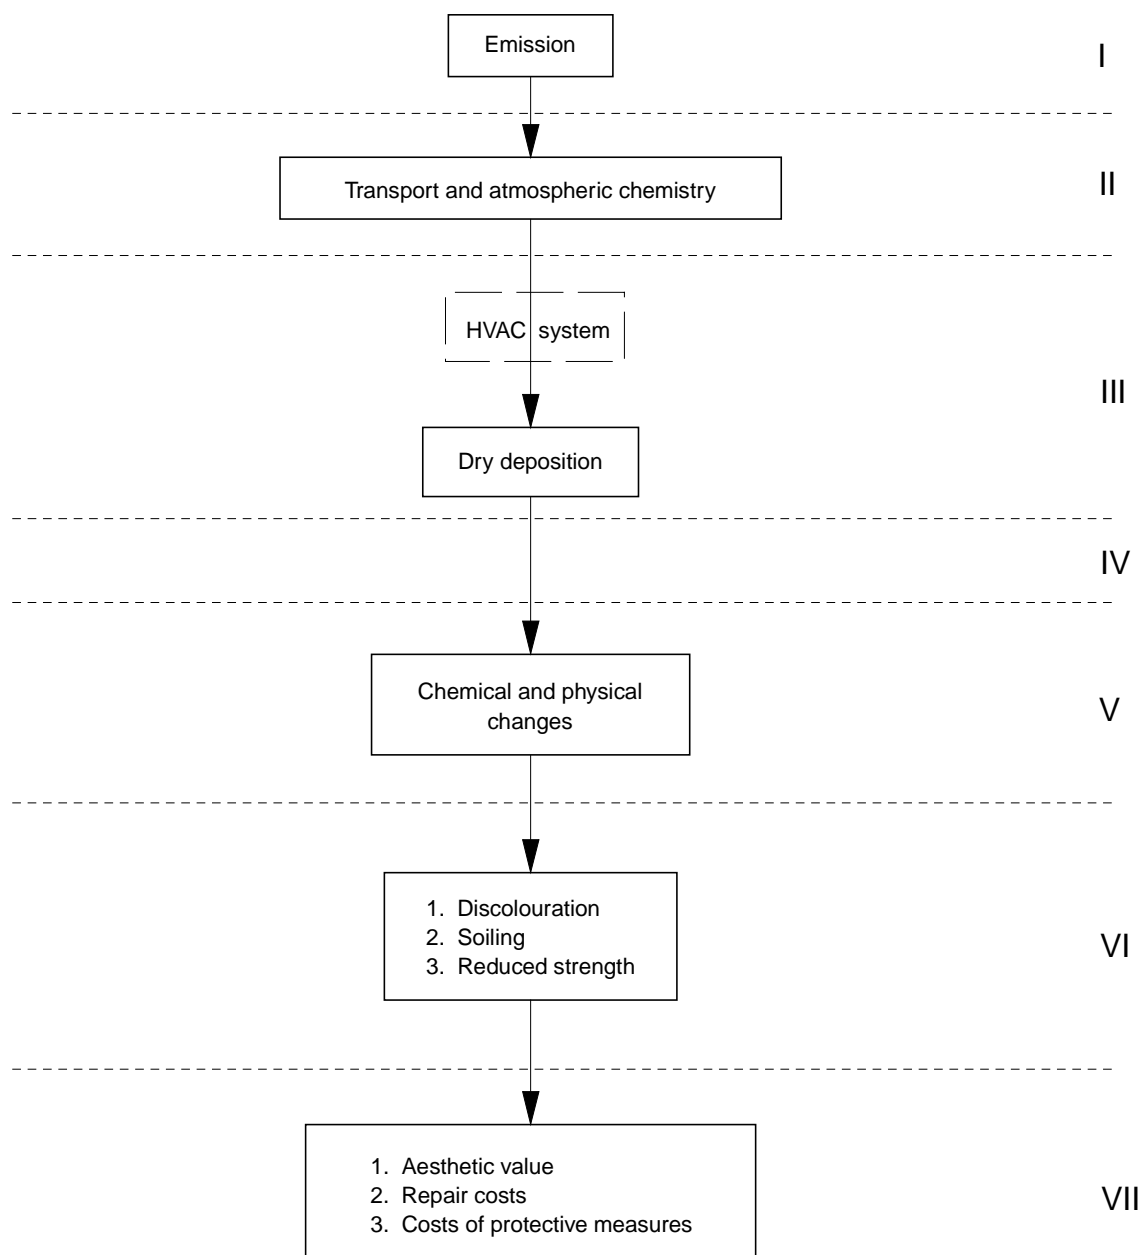 Emission
I
Transport and atmospheric chemistry
II
HVAC system
III
Dry deposition
IV
Chemical and physical
changes
V
1. Discolouration
2. Soiling
3. Reduced strength
VI
1. Aesthetic value
2. Repair costs
3. Costs of protective measures
VII